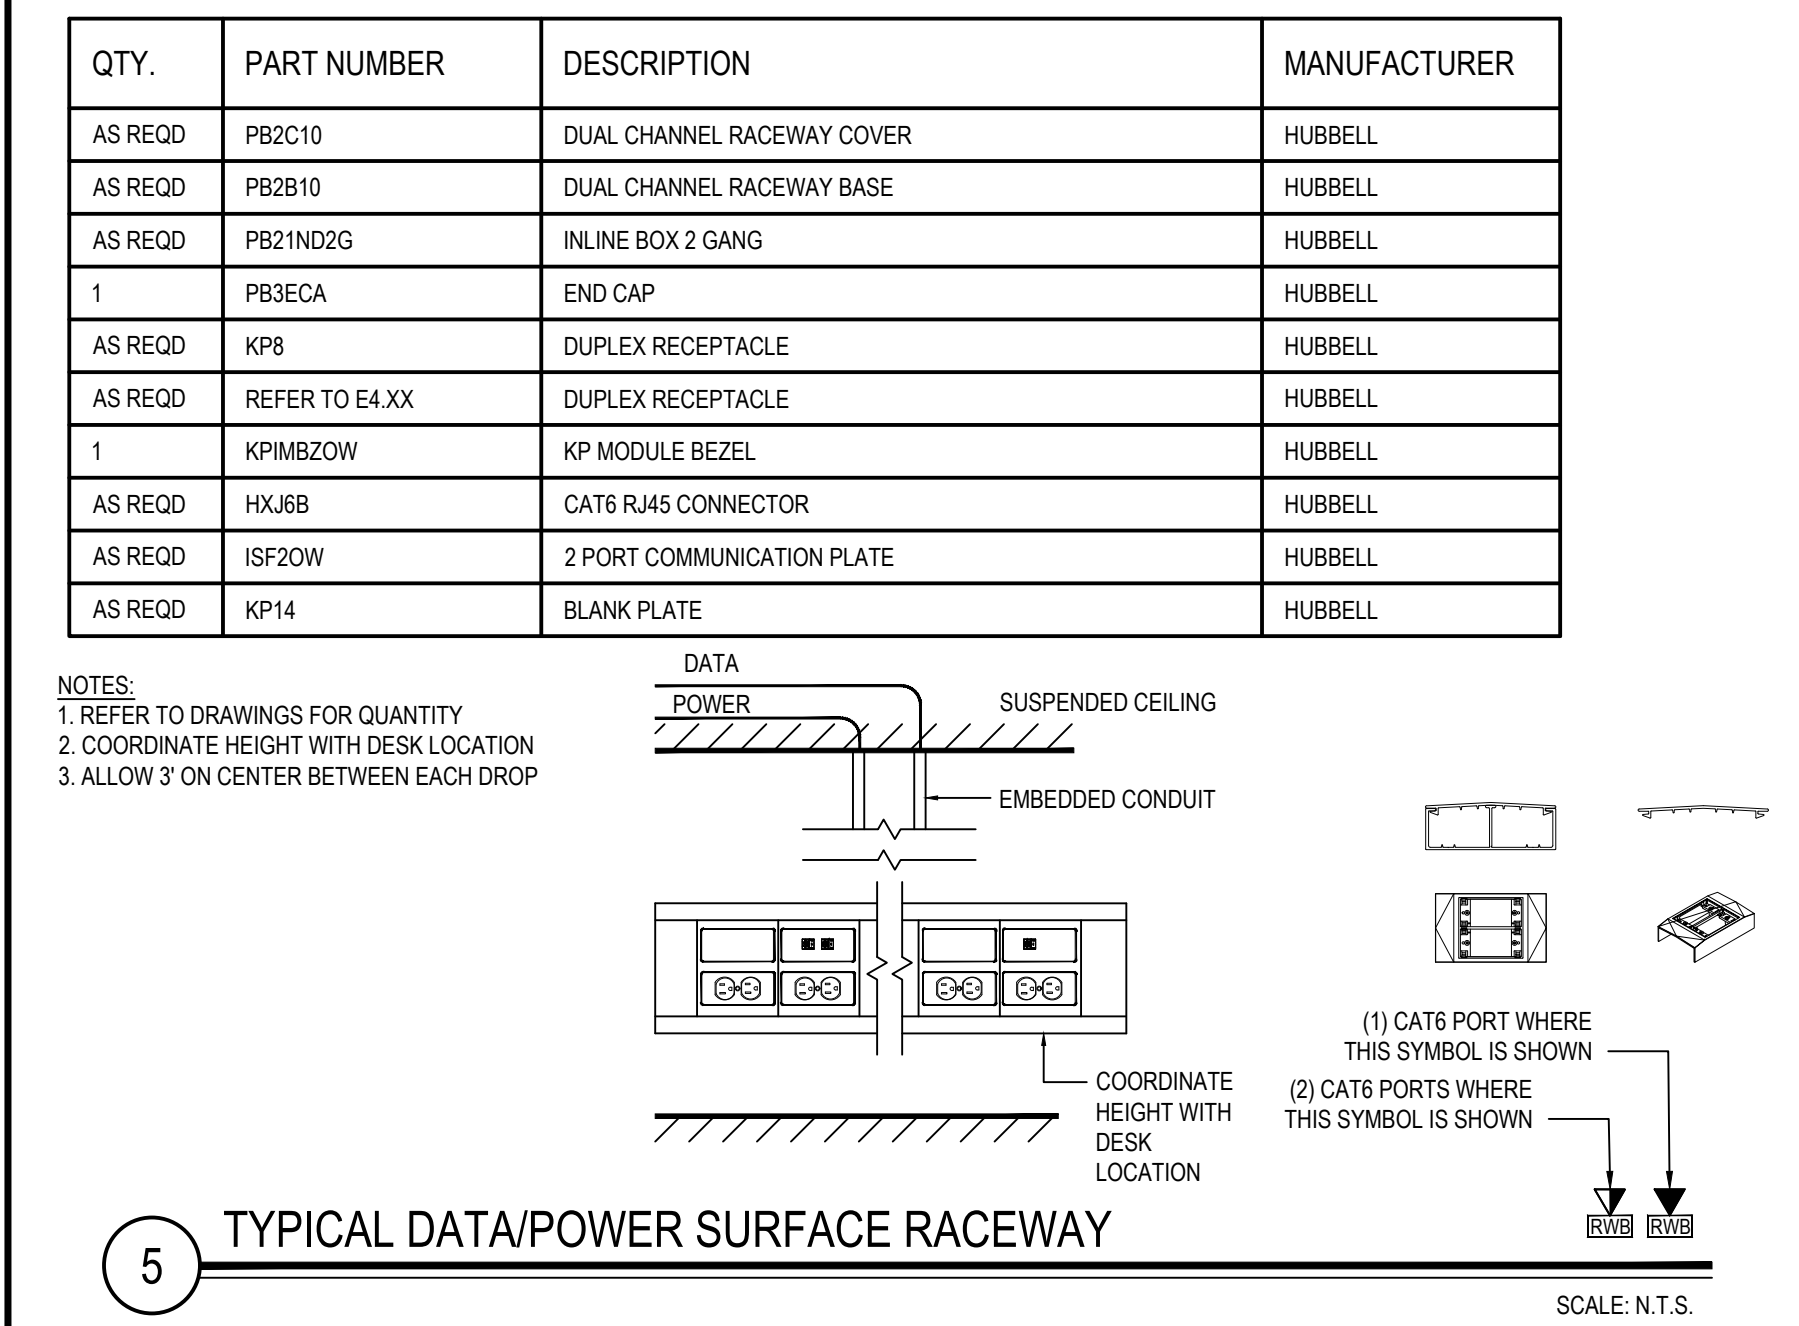 QTY. PART NUMBER DESCRIPTION MANUFACTURER
AS REQD PB2C10 DUAL CHANNEL RACEWAY COVER HUBBELL
AS REQD PB2B10 DUAL CHANNEL RACEWAY BASE HUBBELL
AS REQD PB21ND2G INLINE BOX 2 GANG HUBBELL
1 PB3ECA END CAP HUBBELL
AS REQD KP8 DUPLEX RECEPTACLE HUBBELL
AS REQD REFER TO E4.XX DUPLEX RECEPTACLE HUBBELL
1 KPIMBZOW KP MODULE BEZEL HUBBELL
AS REQD HXJ6B CAT6 RJ45 CONNECTOR HUBBELL
AS REQD ISF2OW 2 PORT COMMUNICATION PLATE HUBBELL
AS REQD KP14 BLANK PLATE HUBBELL
NOTES:
1. REFER TO DRAWINGS FOR QUANTITY
2. COORDINATE HEIGHT WITH DESK LOCATION
3. ALLOW 3' ON CENTER BETWEEN EACH DROP
DATA
POWER
SUSPENDED CEILING
EMBEDDED CONDUIT
COORDINATE
HEIGHT WITH
DESK
LOCATION
(1) CAT6 PORT WHERE
THIS SYMBOL IS SHOWN
(2) CAT6 PORTS WHERE
THIS SYMBOL IS SHOWN
RWB RWB
5 TYPICAL DATA/POWER SURFACE RACEWAY
SCALE: N.T.S.